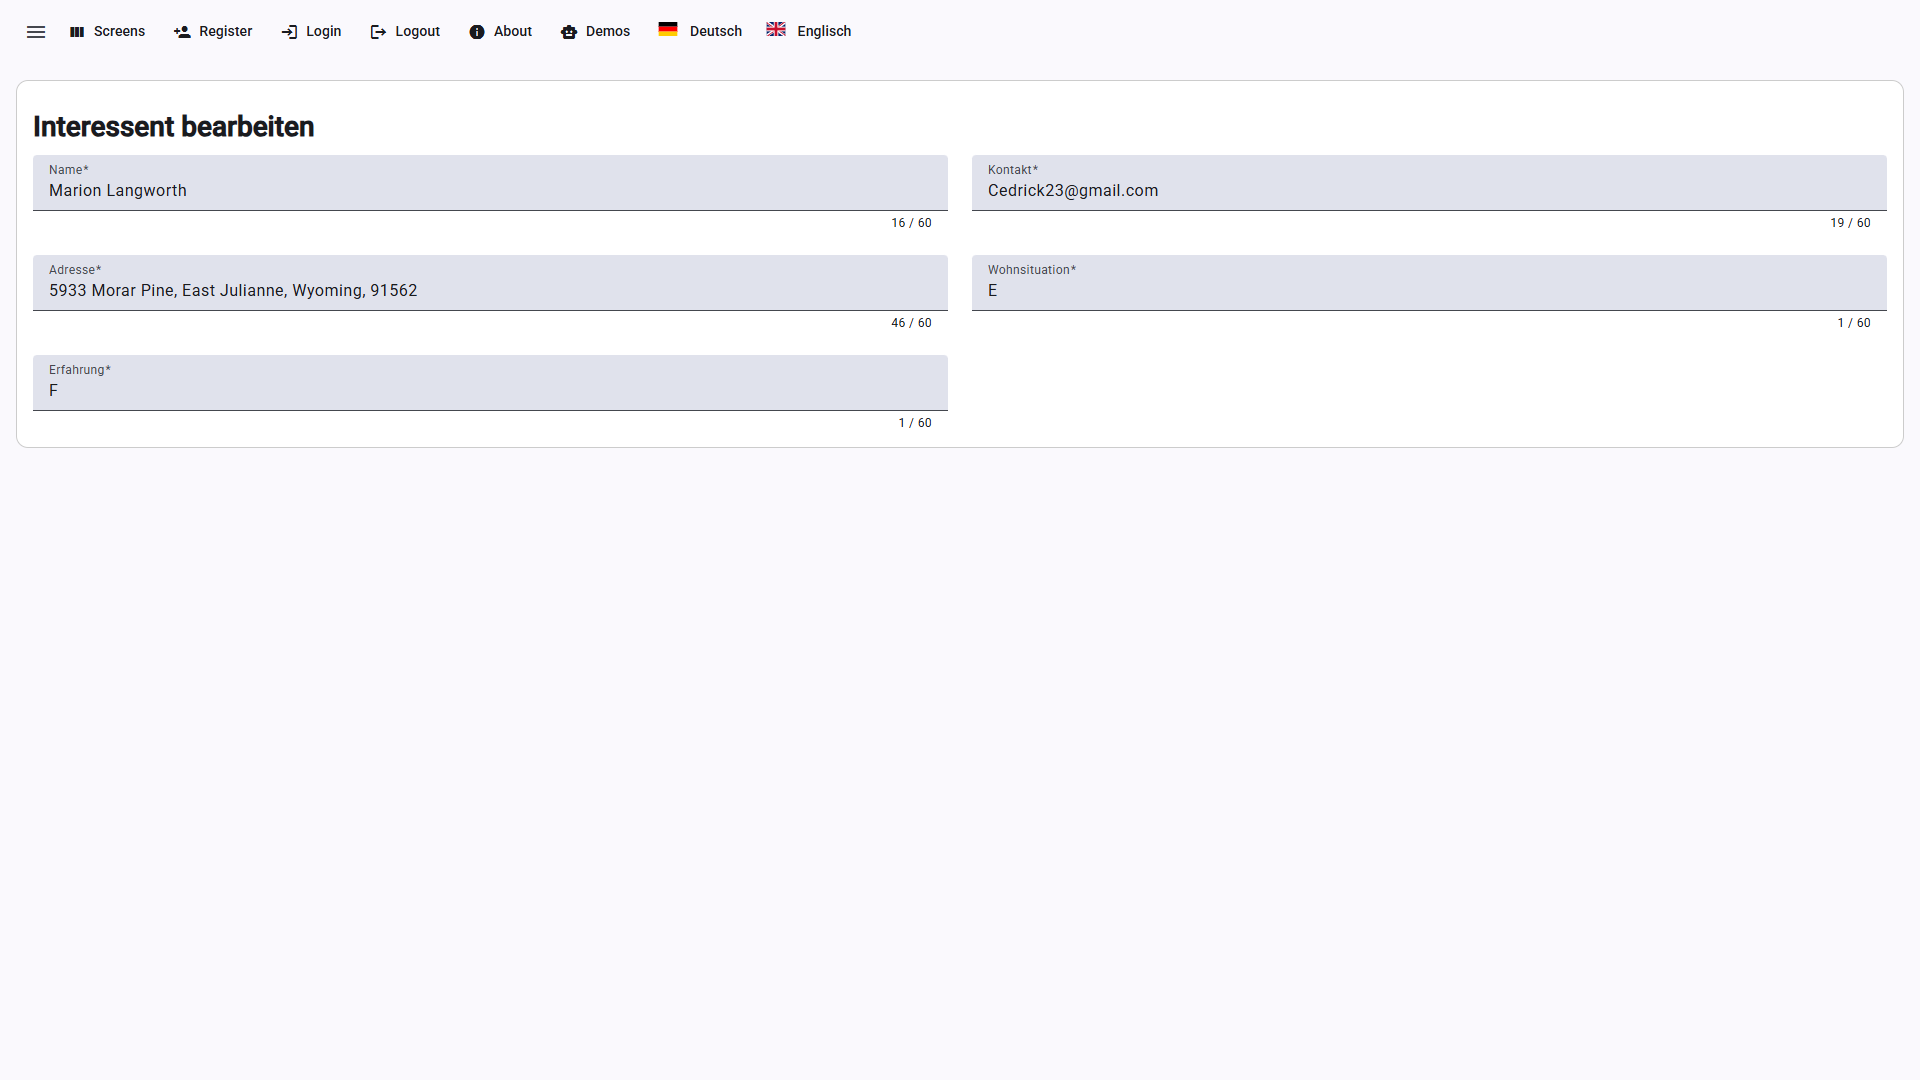 Screens Register Login Logout About Demos Deutsch Englisch
Interessent bearbeiten
Name*
Marion Langworth
16 / 60
Kontakt*
Cedrick23@gmail.com
19 / 60
Adresse*
5933 Morar Pine, East Julianne, Wyoming, 91562
46 / 60
Wohnsituation*
E
1 / 60
Erfahrung*
F
1 / 60